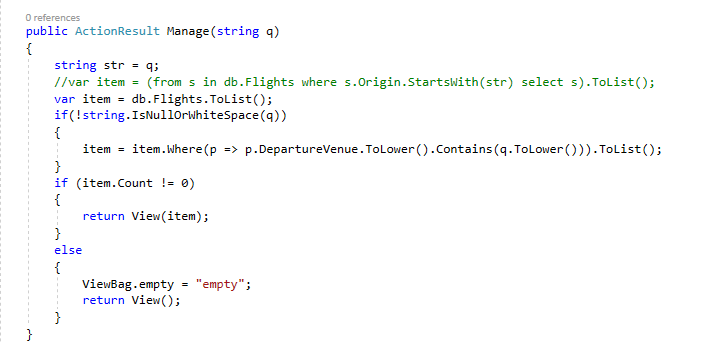 0 references
public ActionResult Manage(string q)
{
string str = q;
//var item = (from s in db.Flights where s.Origin.StartsWith(str) select s).ToList();
var item = db.Flights.ToList();
if(!string.IsNullOrWhiteSpace(q))
{
item = item.Where(p => p.DepartureVenue.ToLower().Contains(q.ToLower())).ToList();
}
if (item.Count != 0)
{
return View(item);
}
else
{
ViewBag.empty = "empty";
return View();
}
}